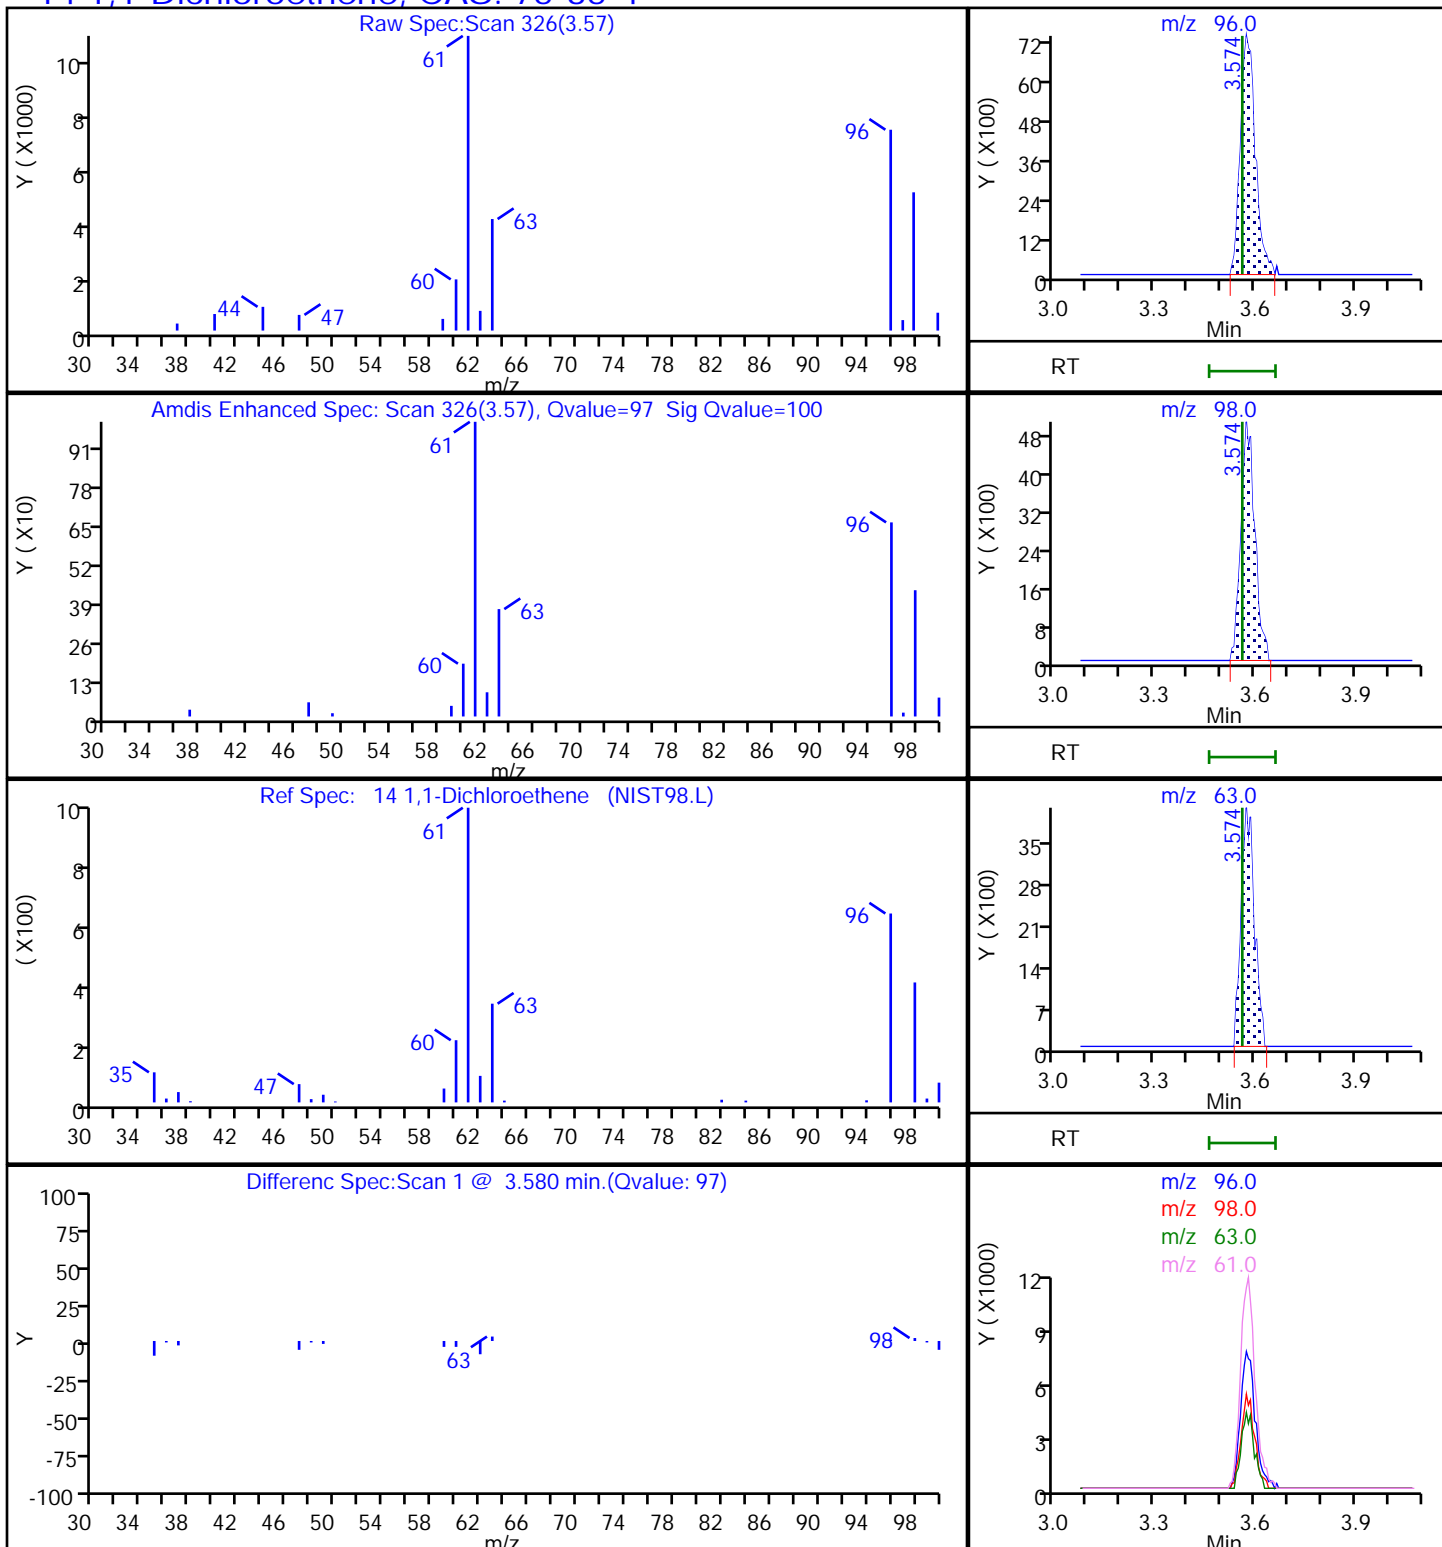 Raw Spec:Scan 326(3.57)
Y ( X1000)
10
8
6
4
2
0
61
96
63
60
44
47
30 34 38 42 46 50 54 58 62 66 70 74 78 82 86 90 94 98
m/z
m/z 96.0
Y ( X100)
72
60
48
36
24
12
0
3.574
3.0 3.3 3.6 3.9
Min
RT
Amdis Enhanced Spec: Scan 326(3.57), Qvalue=97 Sig Qvalue=100
Y ( X10)
91
78
65
52
39
26
13
0
61
96
63
60
30 34 38 42 46 50 54 58 62 66 70 74 78 82 86 90 94 98
m/z
m/z 98.0
Y ( X100)
48
40
32
24
16
8
0
3.574
3.0 3.3 3.6 3.9
Min
RT
Ref Spec: 14 1,1-Dichloroethene (NIST98.L)
( X100)
10
8
6
4
2
0
61
96
63
60
35
47
30 34 38 42 46 50 54 58 62 66 70 74 78 82 86 90 94 98
m/z 63.0
Y ( X100)
35
28
21
14
7
0
3.574
3.0 3.3 3.6 3.9
Min
RT
Differenc Spec:Scan 1 @ 3.580 min.(Qvalue: 97)
Y
100
75
50
25
0
-25
-50
-75
-100
63
98
30 34 38 42 46 50 54 58 62 66 70 74 78 82 86 90 94 98
m/z
m/z 96.0
m/z 98.0
m/z 63.0
m/z 61.0
Y ( X1000)
12
9
6
3
0
3.0 3.3 3.6 3.9
Min